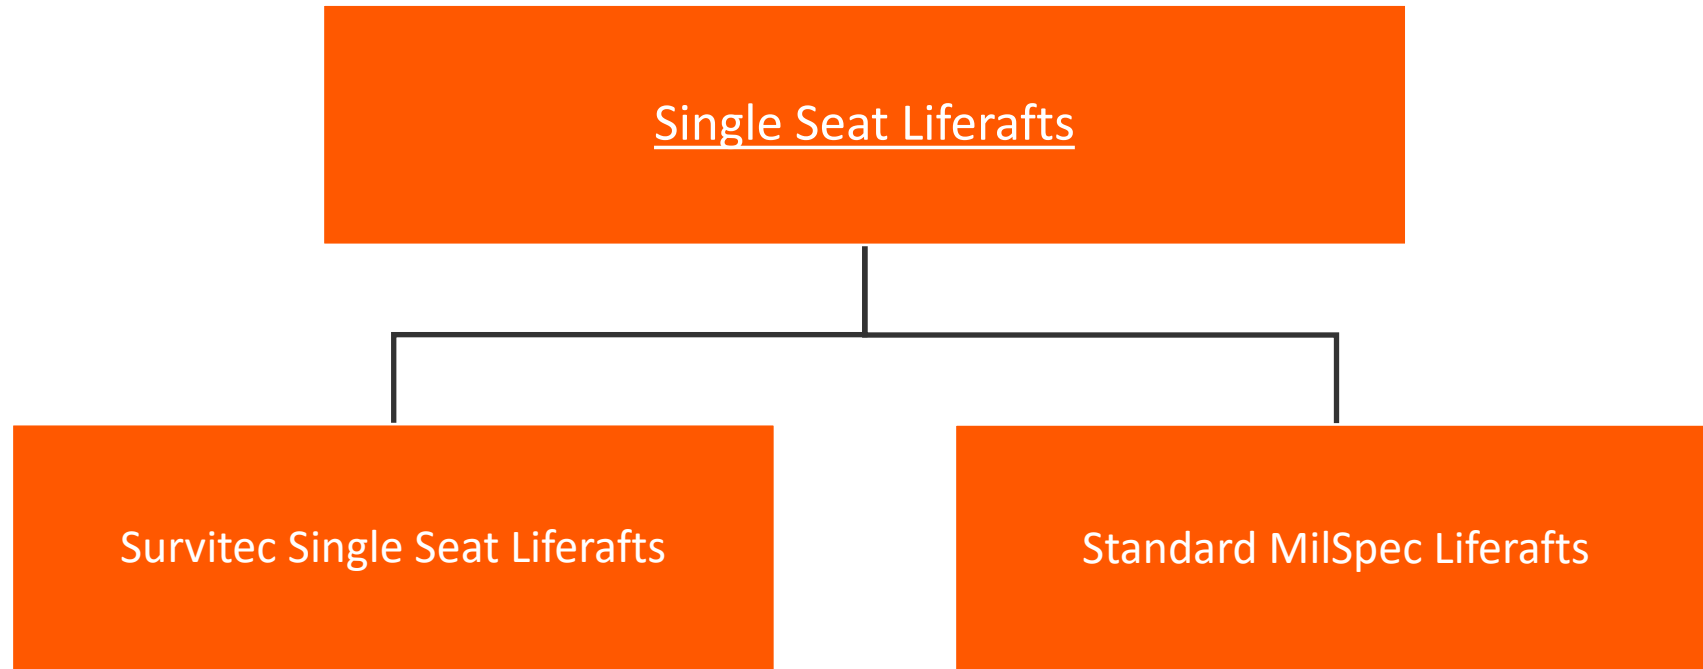 Single Seat Liferafts
Survitec Single Seat Liferafts
Standard MilSpec Liferafts